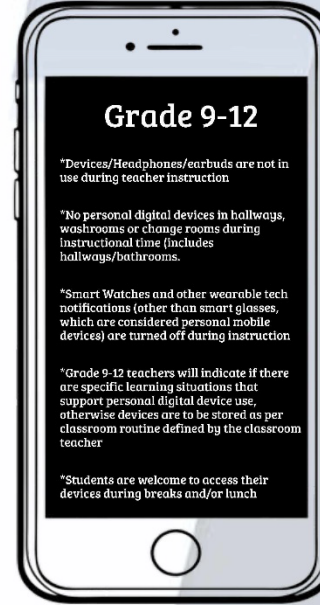 Grade 9-12
*Devices/Headphones/earbuds are not in
use during teacher instruction
*No personal digital devices in hallways,
washrooms or change rooms during
instructional time (includes
hallways/bathrooms.
*Smart Watches and other wearable tech
notifications (other than smart glasses,
which are considered personal mobile
devices) are turned off during instruction
*Grade 9-12 teachers will indicate if there
are specific learning situations that
support personal digital device use,
otherwise devices are to be stored as per
classroom routine defined by the classroom
teacher
*Students are welcome to access their
devices during breaks and/or lunch